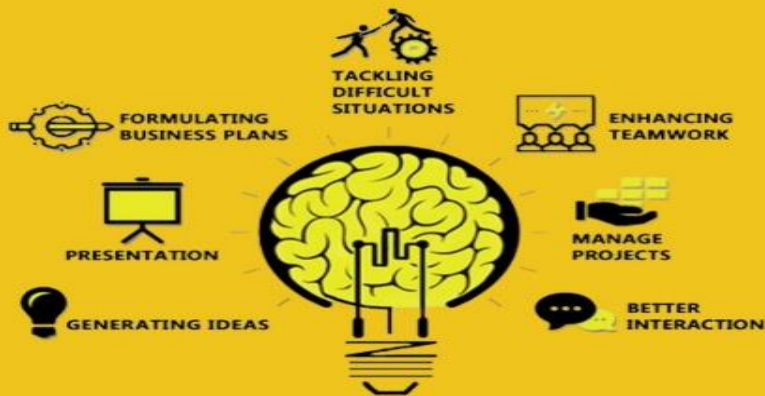 TACKLING
DIFFICULT
SITUATIONS
FORMULATING
BUSINESS PLANS
ENHANCING
TEAMWORK
PRESENTATION
MANAGE
PROJECTS
GENERATING IDEAS
BETTER
INTERACTION